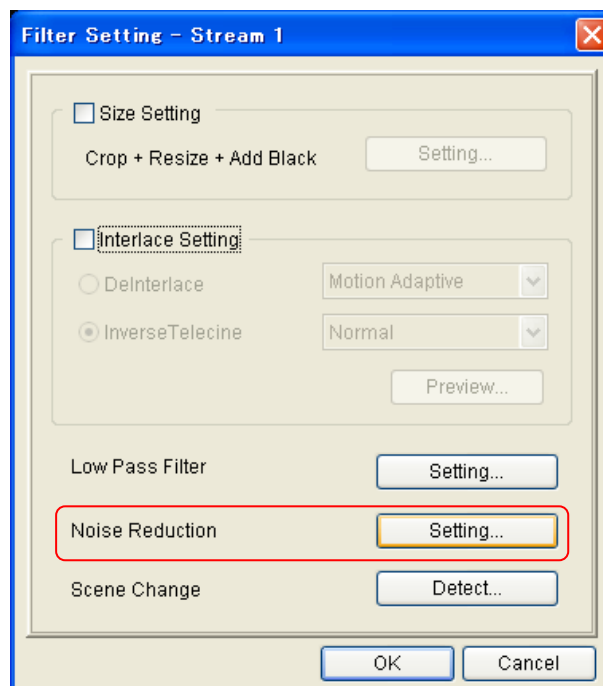 Filter Setting - Stream 1
Size Setting
Crop + Resize + Add Black Setting...
Interlace Setting
DeInterlace Motion Adaptive
InverseTelecine Normal
Preview...
Low Pass Filter Setting...
Noise Reduction Setting...
Scene Change Detect...
OK Cancel